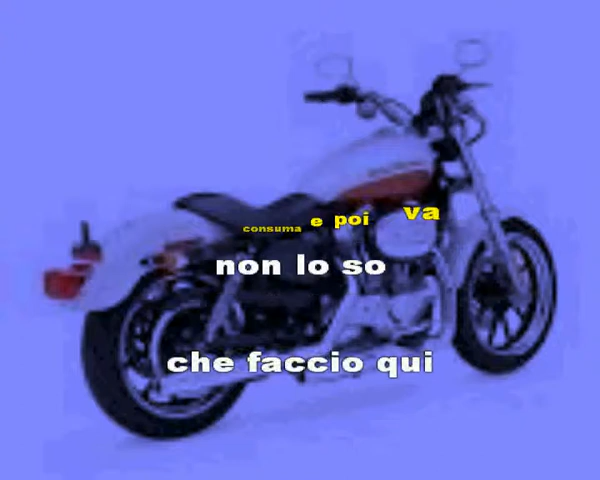 consuma e poi va
non lo so
che faccio qui